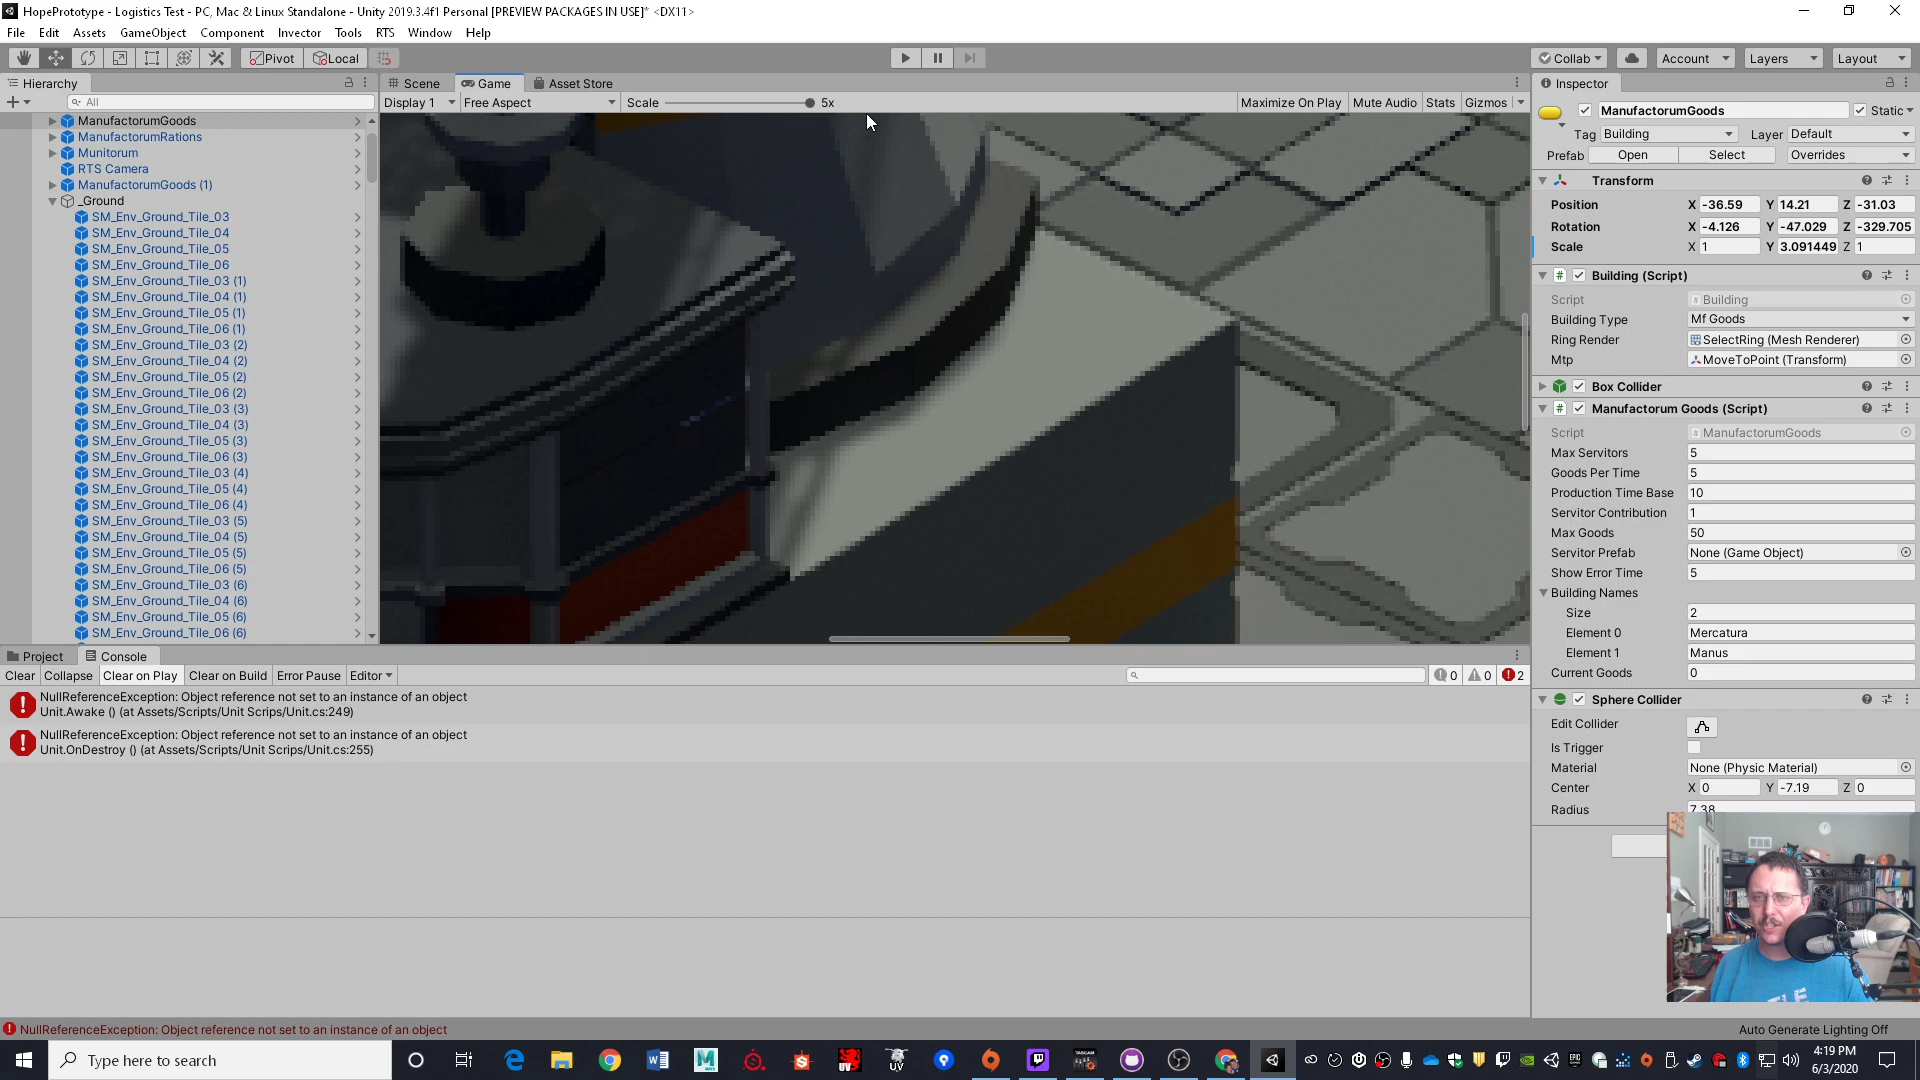 HopePrototype - Logistics Test - PC, Mac & Linux Standalone - Unity 2019.3.4f1 Personal [PREVIEW PACKAGES IN USE]* <DX11>
File Edit Assets GameObject Component Invector Tools RTS Window Help
Pivot Local Collab Account Layers Layout
Hierarchy
All
ManufactorumGoods
ManufactorumRations
Munitorum
RTS Camera
ManufactorumGoods (1)
_Ground
SM_Env_Ground_Tile_03
SM_Env_Ground_Tile_04
SM_Env_Ground_Tile_05
SM_Env_Ground_Tile_06
SM_Env_Ground_Tile_03 (1)
SM_Env_Ground_Tile_04 (1)
SM_Env_Ground_Tile_05 (1)
SM_Env_Ground_Tile_06 (1)
SM_Env_Ground_Tile_03 (2)
SM_Env_Ground_Tile_04 (2)
SM_Env_Ground_Tile_05 (2)
SM_Env_Ground_Tile_06 (2)
SM_Env_Ground_Tile_03 (3)
SM_Env_Ground_Tile_04 (3)
SM_Env_Ground_Tile_05 (3)
SM_Env_Ground_Tile_06 (3)
SM_Env_Ground_Tile_03 (4)
SM_Env_Ground_Tile_05 (4)
SM_Env_Ground_Tile_06 (4)
SM_Env_Ground_Tile_03 (5)
SM_Env_Ground_Tile_04 (5)
SM_Env_Ground_Tile_05 (5)
SM_Env_Ground_Tile_06 (5)
SM_Env_Ground_Tile_03 (6)
SM_Env_Ground_Tile_04 (6)
SM_Env_Ground_Tile_05 (6)
SM_Env_Ground_Tile_06 (6)
Scene Game Asset Store
Display 1 Free Aspect Scale 5x Maximize On Play Mute Audio Stats Gizmos
Project Console
Clear Collapse Clear on Play Clear on Build Error Pause Editor 0 0 2
NullReferenceException: Object reference not set to an instance of an object
Unit.Awake () (at Assets/Scripts/Unit Scrips/Unit.cs:249)
NullReferenceException: Object reference not set to an instance of an object
Unit.OnDestroy () (at Assets/Scripts/Unit Scrips/Unit.cs:255)
Inspector
ManufactorumGoods Static
Tag Building Layer Default
Prefab Open Select Overrides
Transform
Position X -36.59 Y 14.21 Z -31.03
Rotation X -4.126 Y -47.029 Z -329.705
Scale X 1 Y 3.091449 Z 1
Building (Script)
Script Building
Building Type Mf Goods
Ring Render SelectRing (Mesh Renderer)
Mtp MoveToPoint (Transform)
Box Collider
Manufactorum Goods (Script)
Script ManufactorumGoods
Max Servitors 5
Goods Per Time 5
Production Time Base 10
Servitor Contribution 1
Max Goods 50
Servitor Prefab None (Game Object)
Show Error Time 5
Building Names
Size 2
Element 0 Mercatura
Element 1 Manus
Current Goods 0
Sphere Collider
Edit Collider
Is Trigger
Material None (Physic Material)
Center X 0 Y -7.19 Z 0
Radius 7.38
NullReferenceException: Object reference not set to an instance of an object
Auto Generate Lighting Off
Type here to search
4:19 PM
6/3/2020